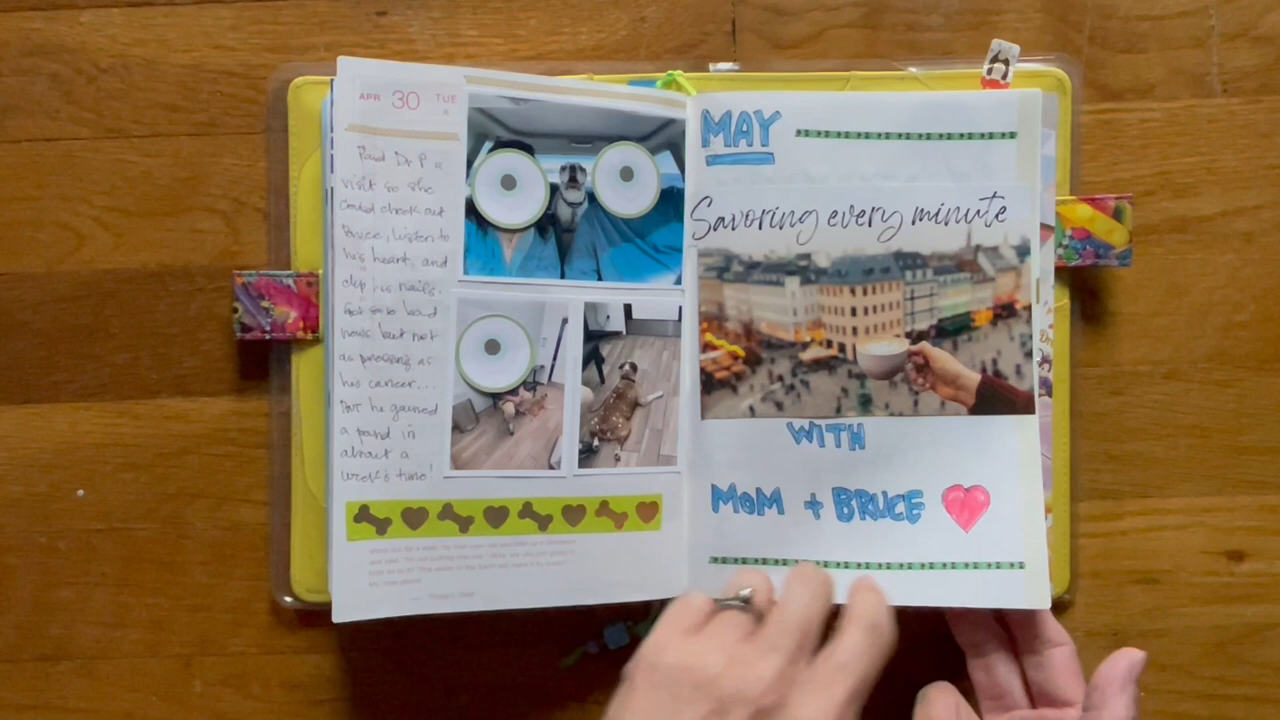 APR 30 TUE
Paid Dr P a
visit so she
could check out
Bruce, listen to
his heart, and
clip his nails.
Got some bad
news but not
as pressing as
his cancer...
But he gained
a pound in
about a
week's time!
MAY
Savoring every minute
WITH
MOM + BRUCE